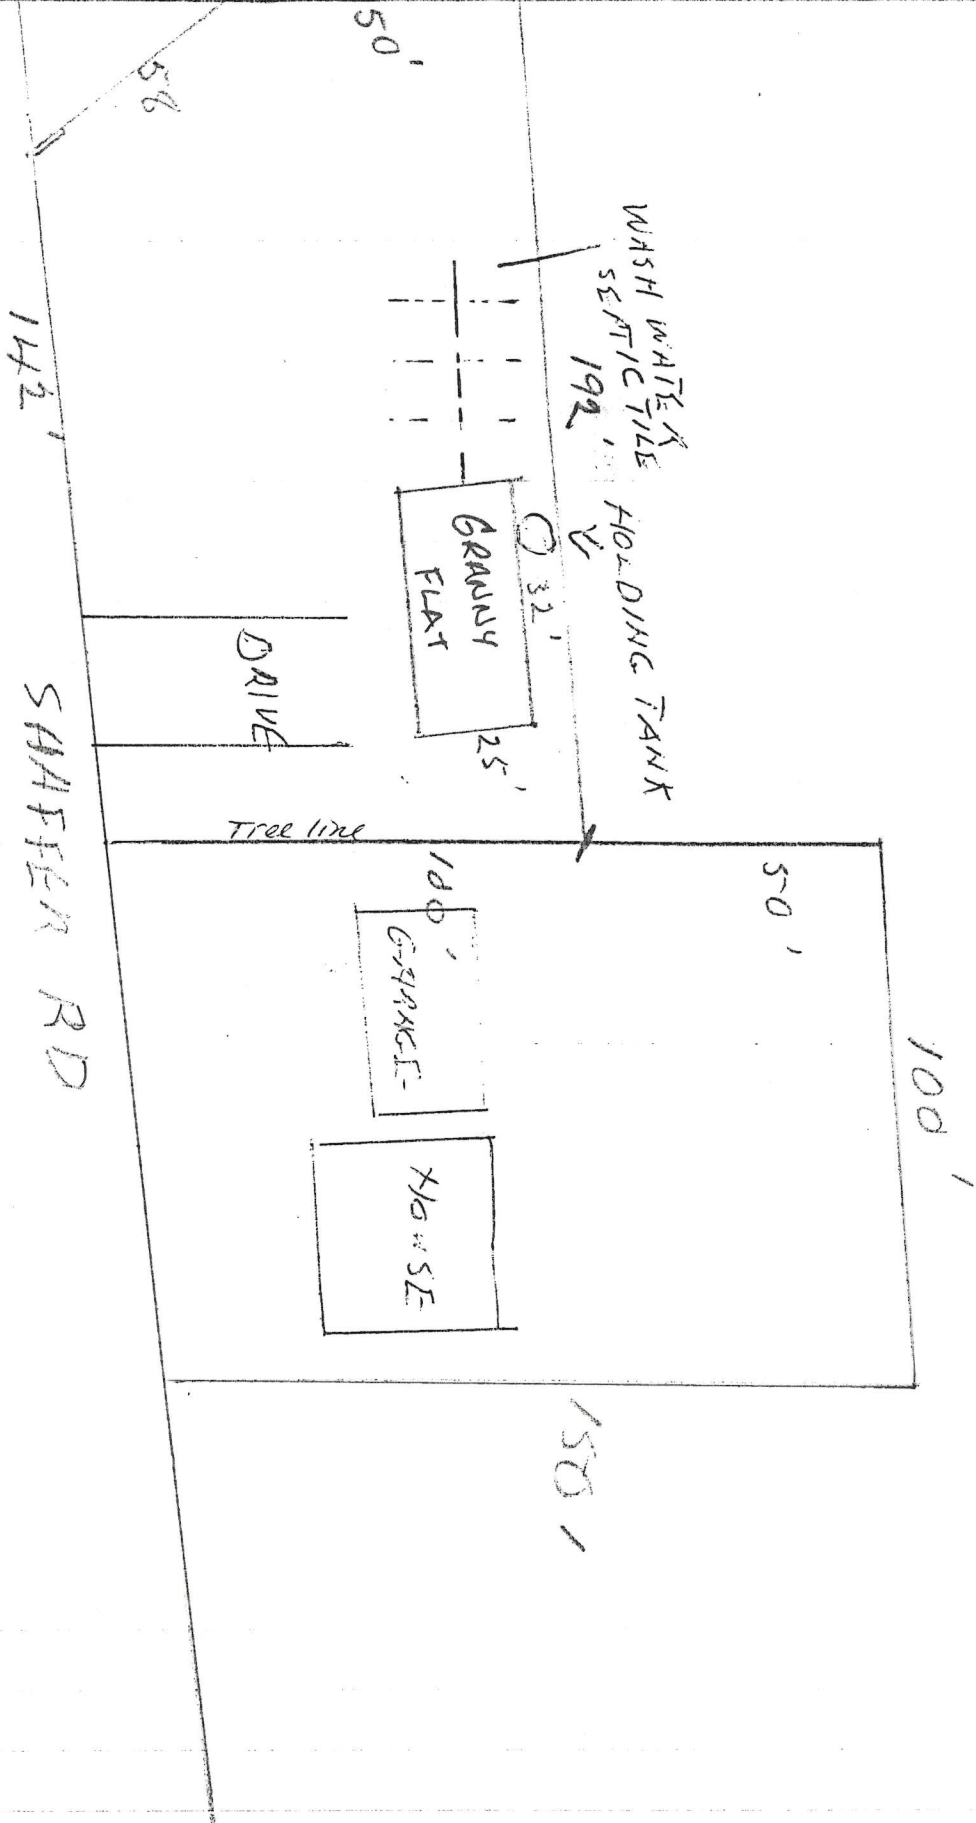 50'
58
142'
WASH WATER
SEPTIC TILE
192'
HOLDING TANK
32'
GRANNY
FLAT
25'
DRIVE
SHAFFER RD
Tree line
100'
50'
GARAGE
HOUSE
100'
150'